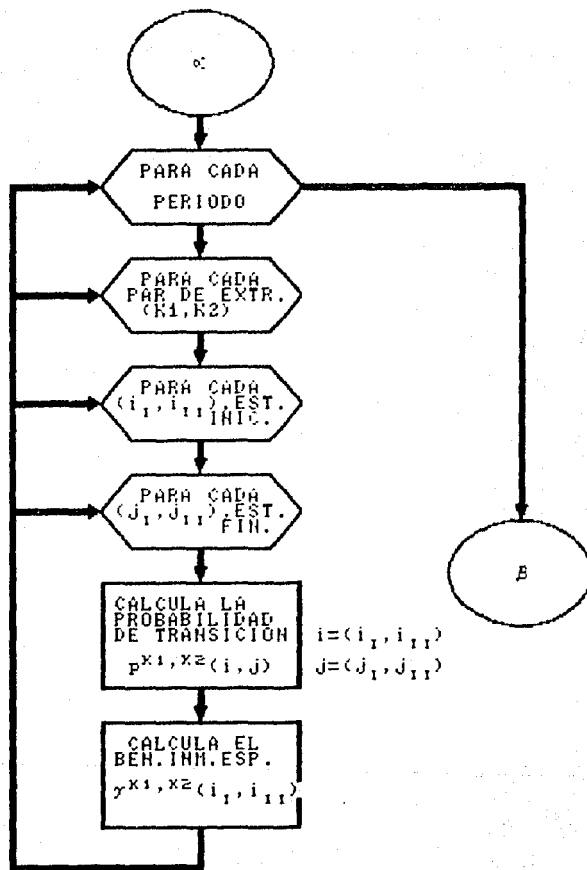 α
PARA CADA
PERIODO
PARA CADA
PAR DE EXTR.
(K1,K2)
PARA CADA
(i_I,i_II),EST.
INIC.
PARA CADA
(j_I,j_II),EST.
FIN.
β
CALCULA LA
PROBABILIDAD
DE TRANSICIÓN
p^K1,K2(i,j)
i=(i_I,i_II)
j=(j_I,j_II)
CALCULA EL
BEN.INM.ESP.
γ^K1,K2(i_I,i_II)